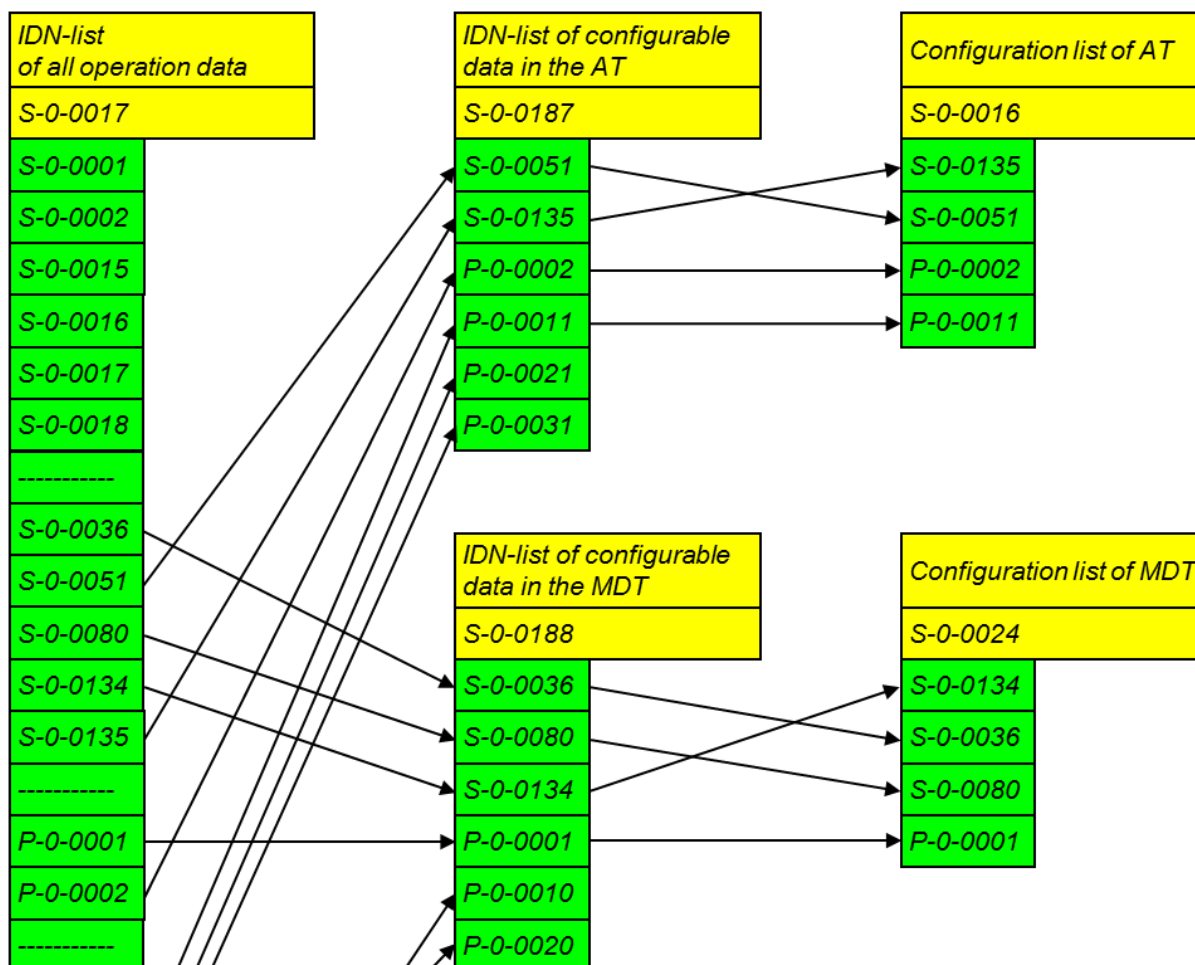 IDN-list
of all operation data
S-0-0017
S-0-0001
S-0-0002
S-0-0015
S-0-0016
S-0-0017
S-0-0018
-----------
S-0-0036
S-0-0051
S-0-0080
S-0-0134
S-0-0135
-----------
P-0-0001
P-0-0002
-----------
IDN-list of configurable
data in the AT
S-0-0187
S-0-0051
S-0-0135
P-0-0002
P-0-0011
P-0-0021
P-0-0031
Configuration list of AT
S-0-0016
S-0-0135
S-0-0051
P-0-0002
P-0-0011
IDN-list of configurable
data in the MDT
S-0-0188
S-0-0036
S-0-0080
S-0-0134
P-0-0001
P-0-0010
P-0-0020
Configuration list of MDT
S-0-0024
S-0-0134
S-0-0036
S-0-0080
P-0-0001